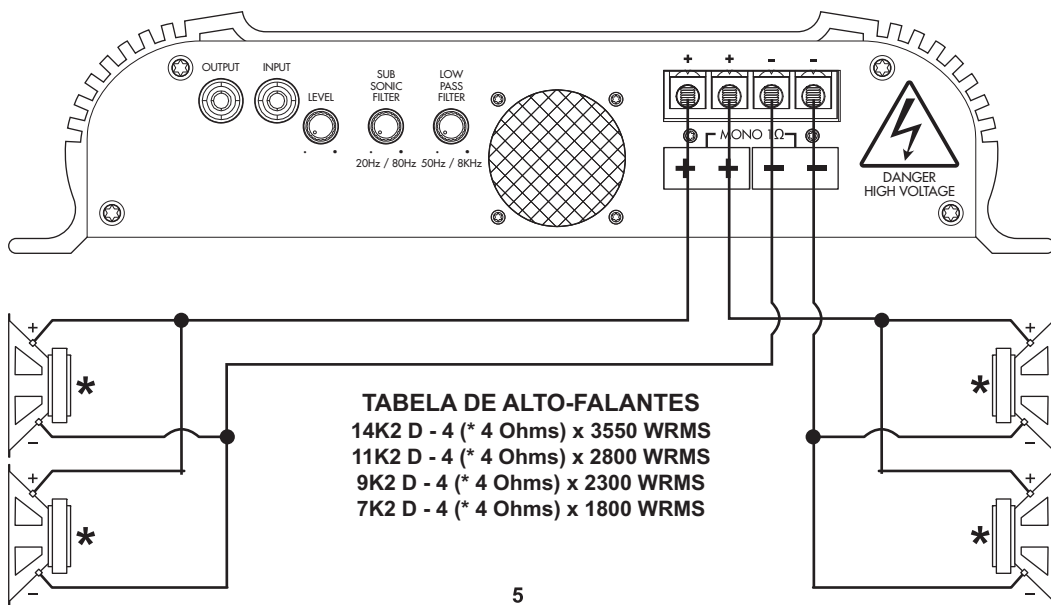 OUTPUT
INPUT
LEVEL
SUB
SONIC
FILTER
LOW
PASS
FILTER
20Hz / 80Hz
50Hz / 8KHz
+ + - -
MONO 1Ω
+ + - -
DANGER
HIGH VOLTAGE
+
*
-
+
*
-
TABELA DE ALTO-FALANTES
14K2 D - 4 (* 4 Ohms) x 3550 WRMS
11K2 D - 4 (* 4 Ohms) x 2800 WRMS
9K2 D - 4 (* 4 Ohms) x 2300 WRMS
7K2 D - 4 (* 4 Ohms) x 1800 WRMS
+
*
-
+
*
-
5